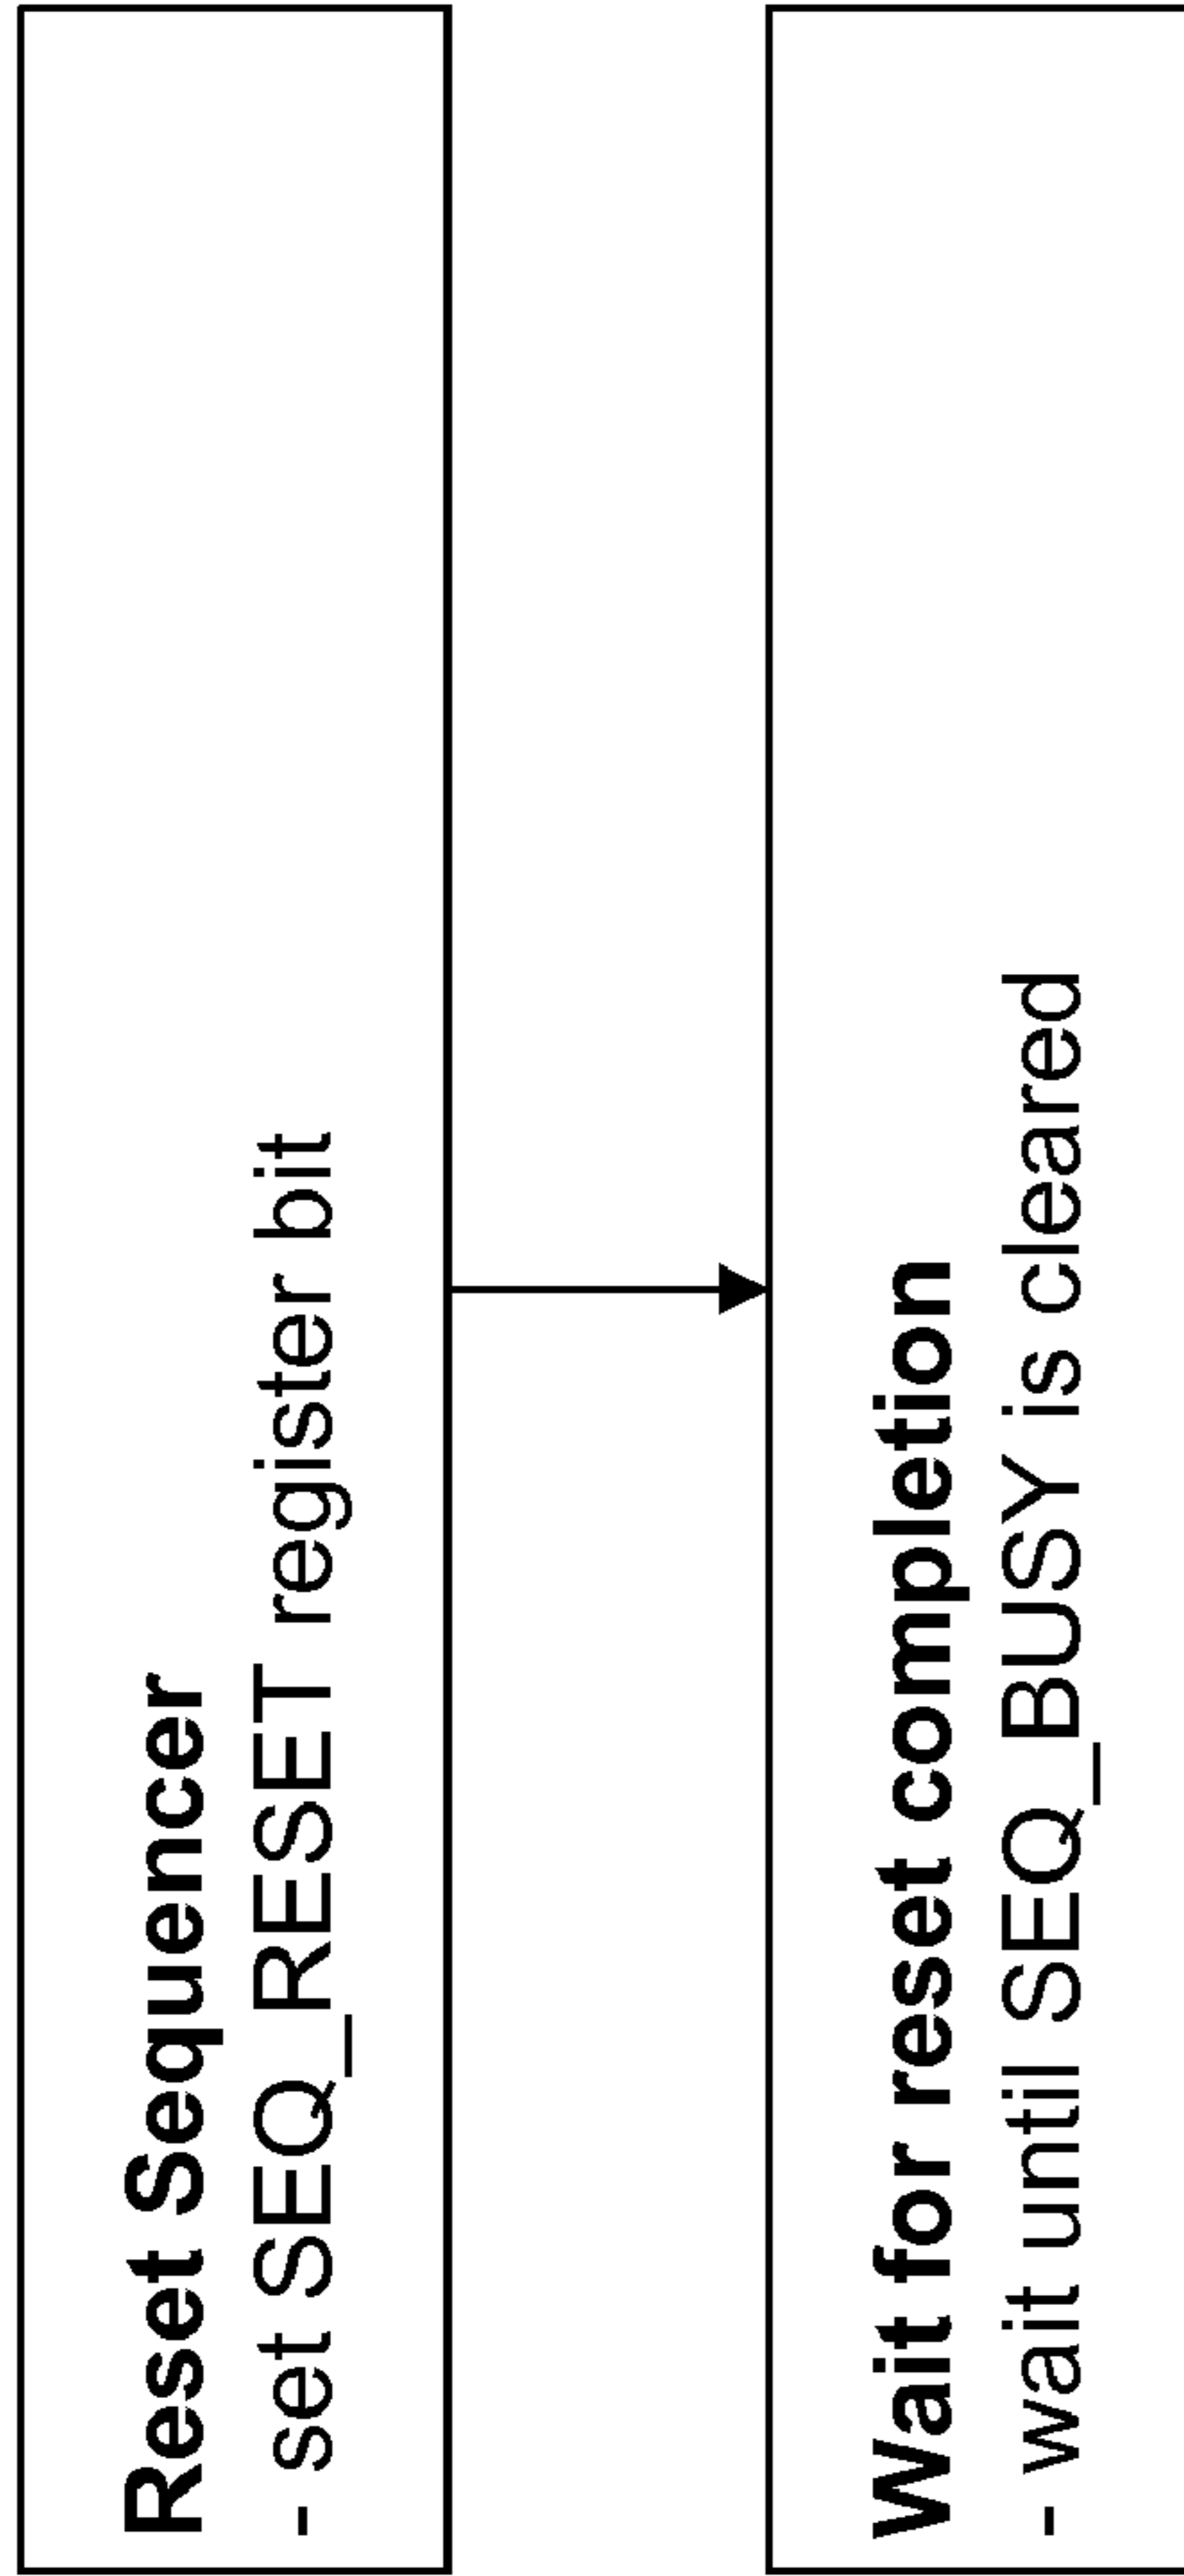 Reset Sequencer
- set SEQ_RESET register bit
Wait for reset completion
- wait until SEQ_BUSY is cleared